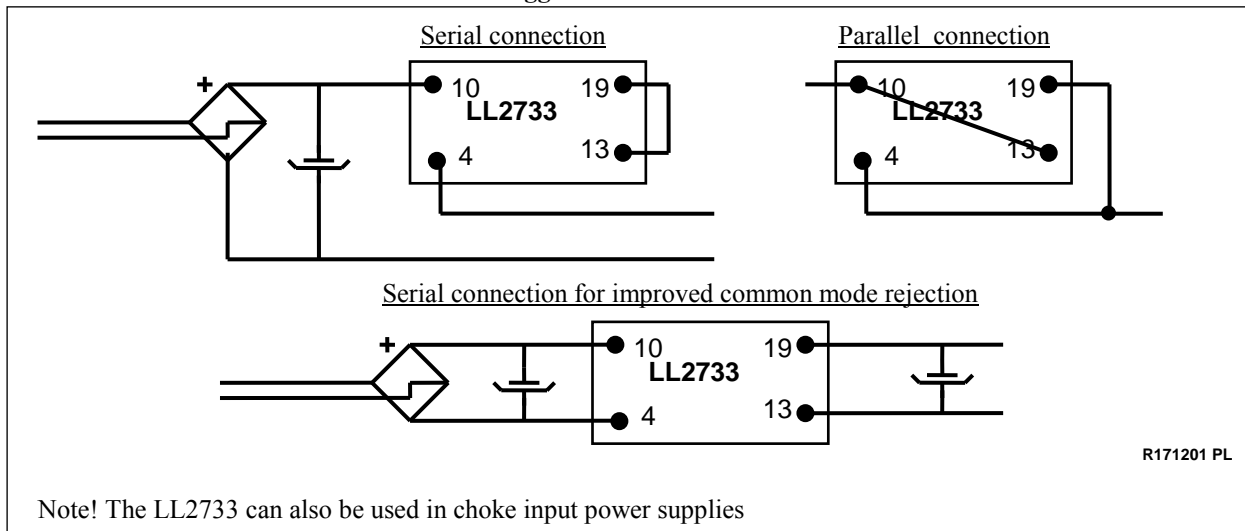 Serial connection
Parallel connection
+
10
19
LL2733
4
13
10
19
LL2733
4
13
Serial connection for improved common mode rejection
+
10
19
LL2733
4
13
R171201 PL
Note! The LL2733 can also be used in choke input power supplies